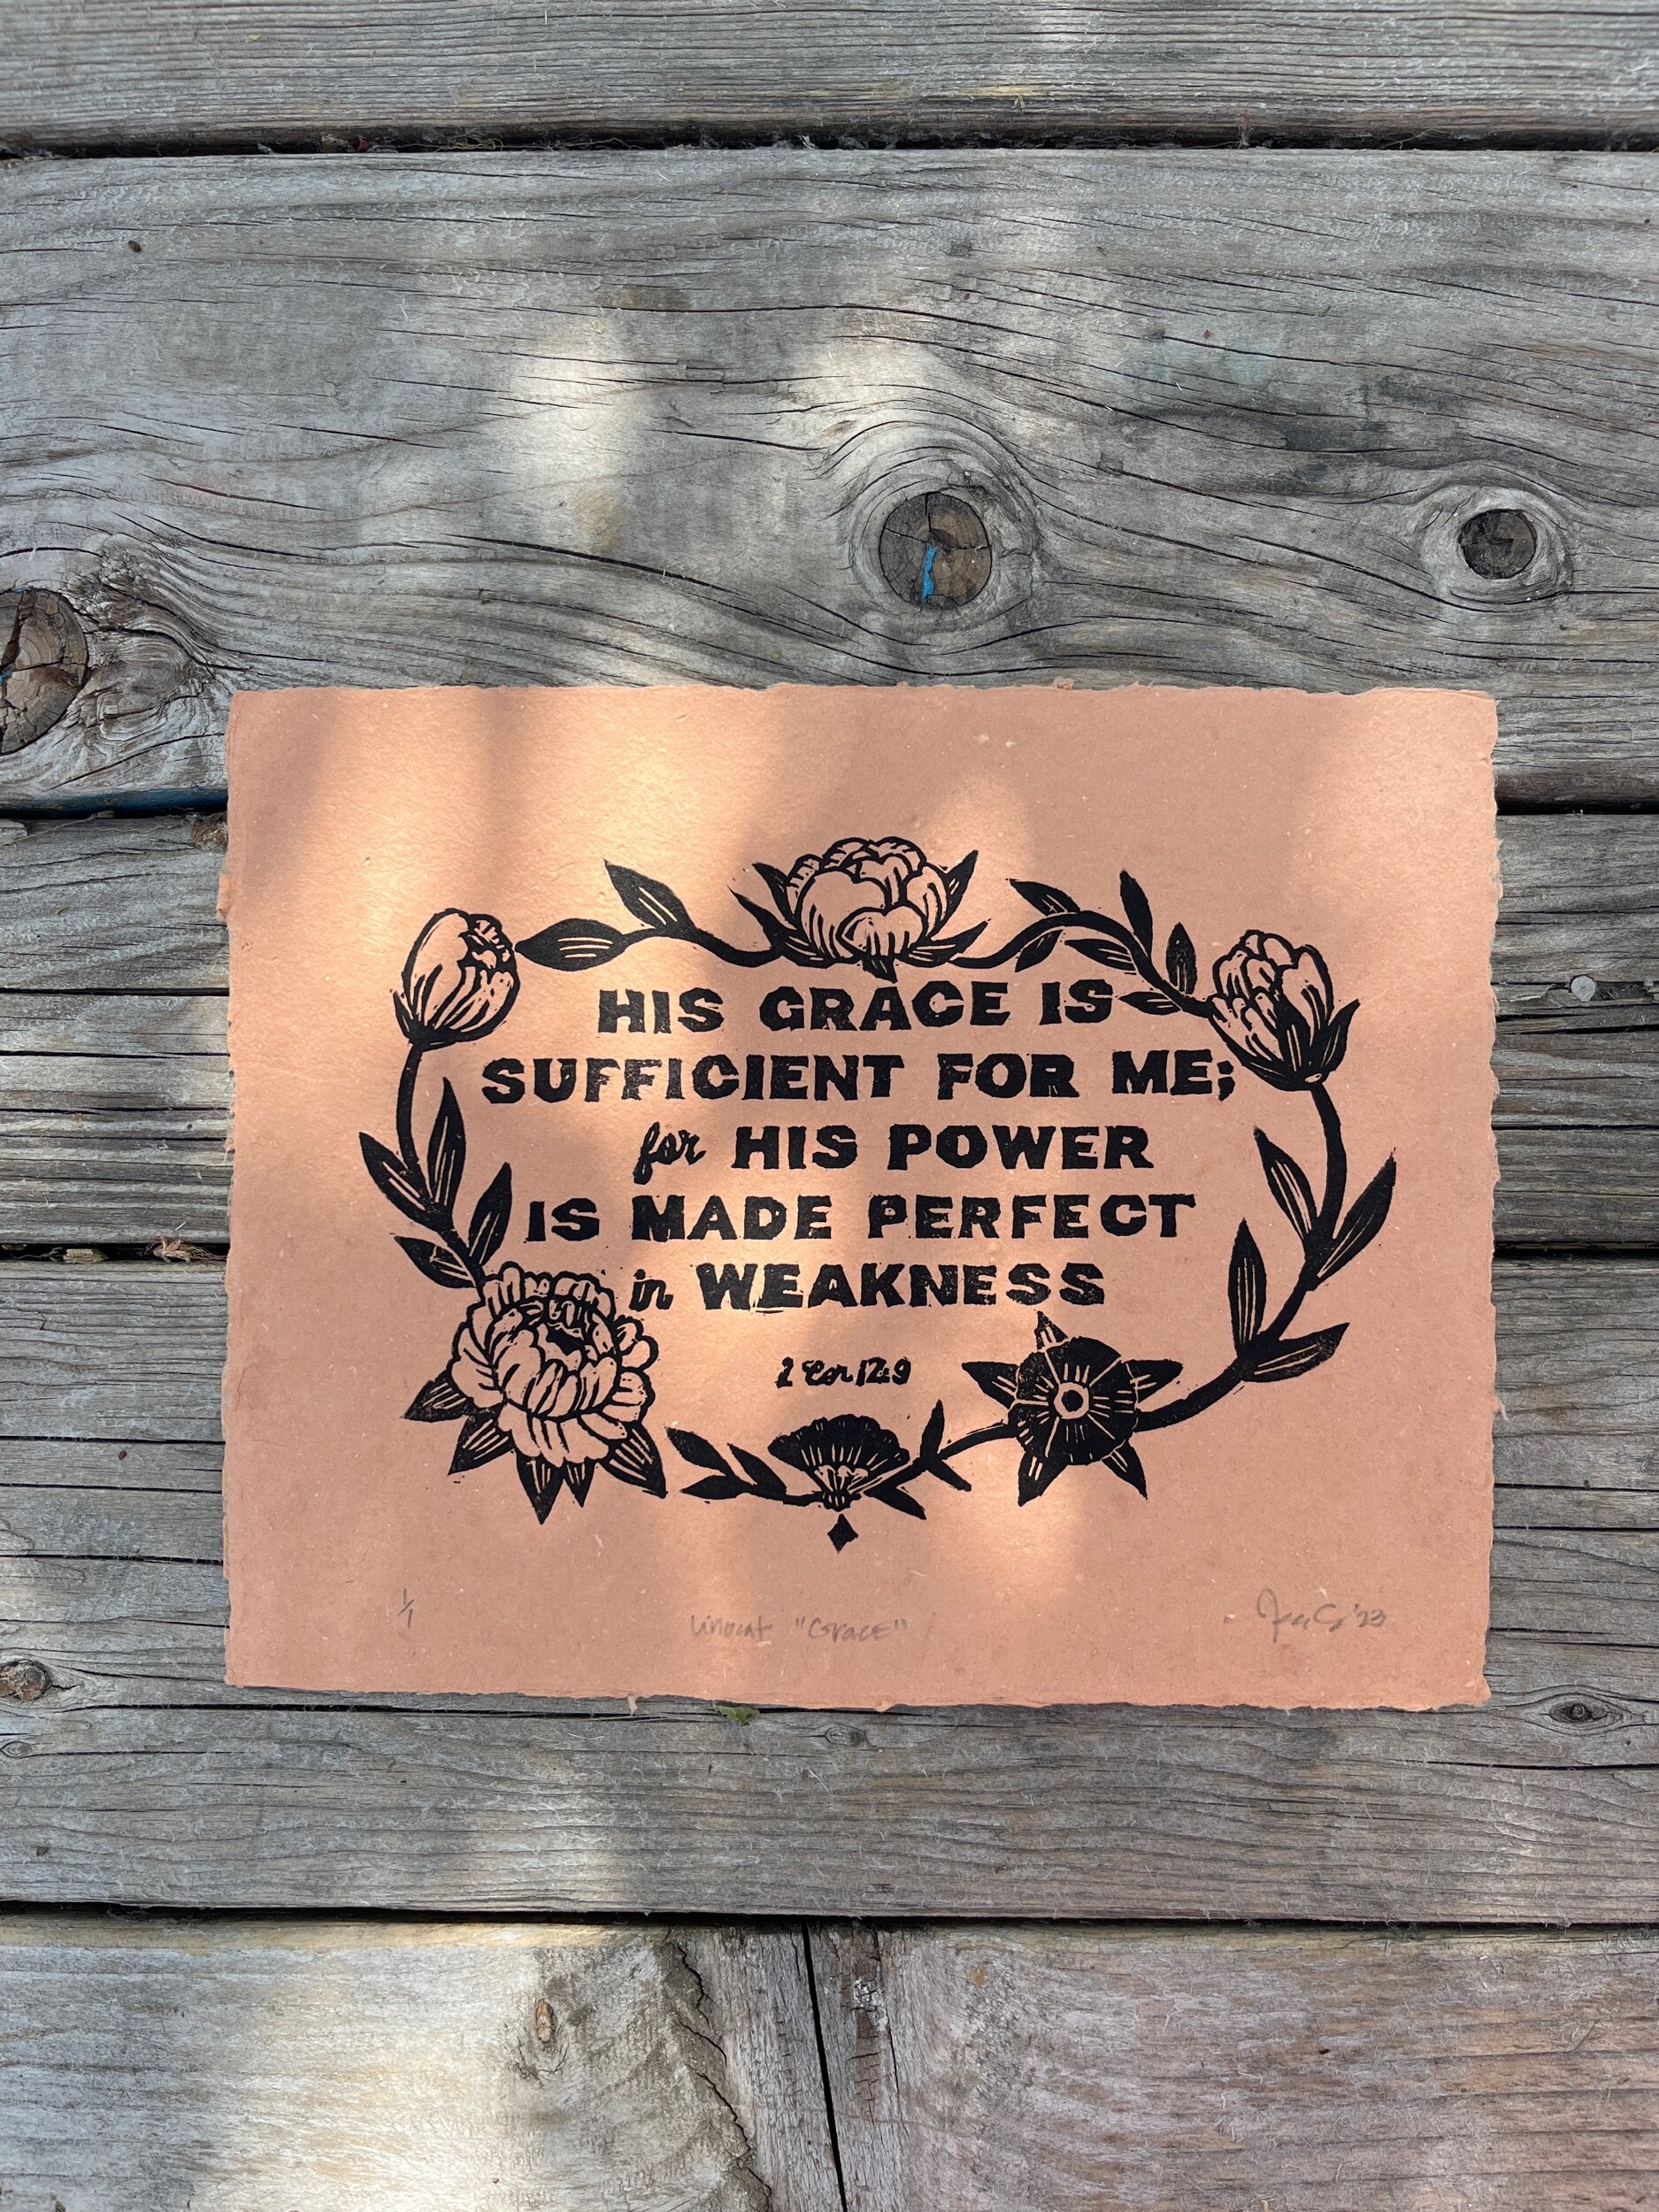 HIS GRACE IS
SUFFICIENT FOR ME;
for HIS POWER
IS MADE PERFECT
in WEAKNESS
2 Cor 12:9
1/1 Linocut "Grace" '23